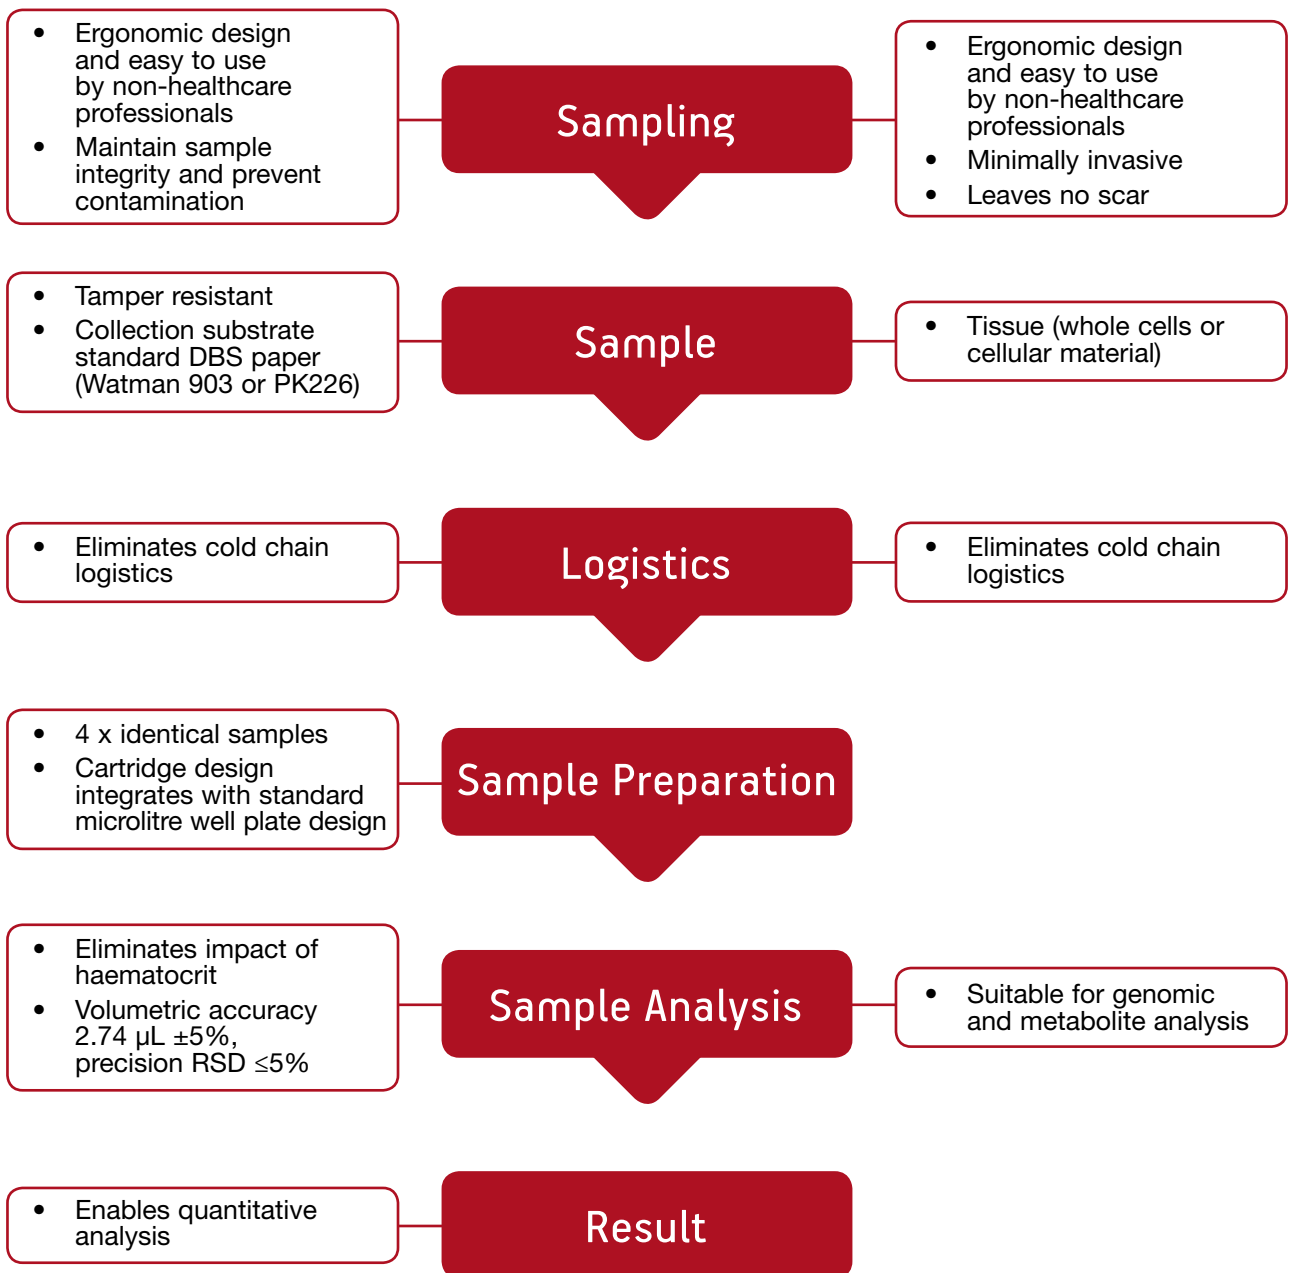 • Ergonomic design
and easy to use
by non-healthcare
professionals
• Maintain sample
integrity and prevent
contamination
Sampling
• Ergonomic design
and easy to use
by non-healthcare
professionals
• Minimally invasive
• Leaves no scar
• Tamper resistant
• Collection substrate
standard DBS paper
(Watman 903 or PK226)
Sample
• Tissue (whole cells or
cellular material)
• Eliminates cold chain
logistics
Logistics
• Eliminates cold chain
logistics
• 4 x identical samples
• Cartridge design
integrates with standard
microlitre well plate design
Sample Preparation
• Eliminates impact of
haematocrit
• Volumetric accuracy
2.74 µL ±5%,
precision RSD ≤5%
Sample Analysis
• Suitable for genomic
and metabolite analysis
• Enables quantitative
analysis
Result